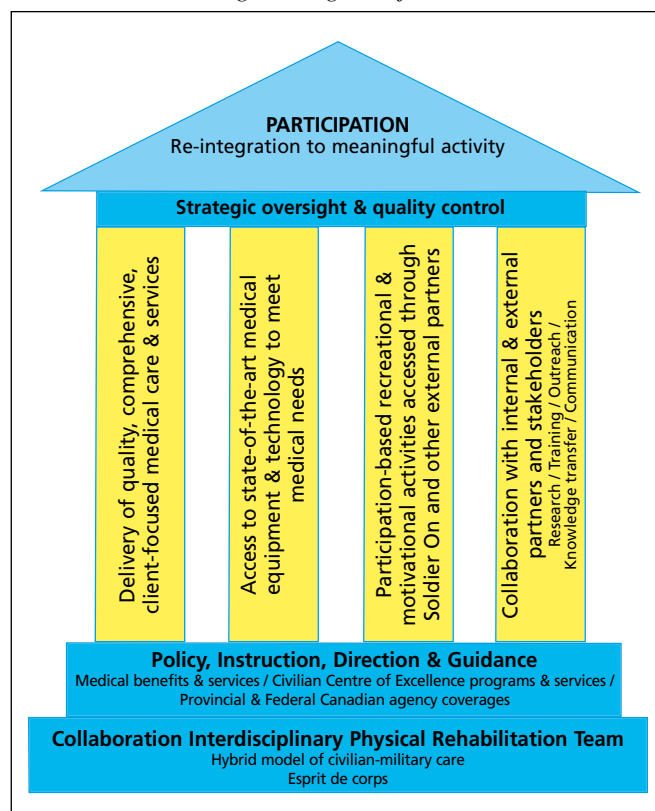 PARTICIPATION
Re-integration to meaningful activity
Strategic oversight & quality control
Delivery of quality, comprehensive,
client-focused medical care & services
Access to state-of-the-art medical
equipment & technology to meet
medical needs
Participation-based recreational &
motivational activities accessed through
Soldier On and other external partners
Collaboration with internal & external
partners and stakeholders
Research / Training / Outreach /
Knowledge transfer / Communication
Policy, Instruction, Direction & Guidance
Medical benefits & services / Civilian Centre of Excellence programs & services /
Provincial & Federal Canadian agency coverages
Collaboration Interdisciplinary Physical Rehabilitation Team
Hybrid model of civilian-military care
Esprit de corps